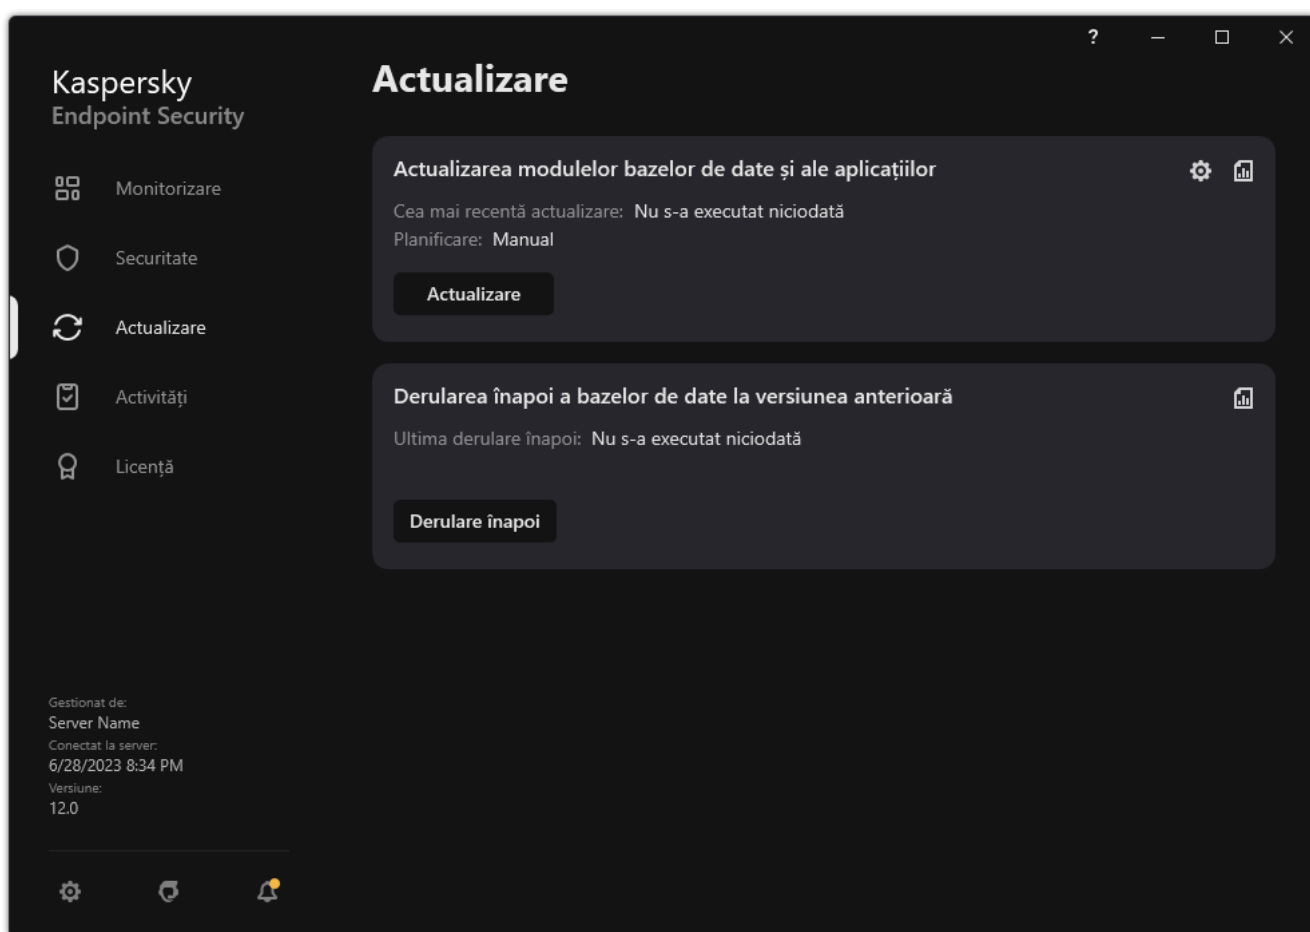 ?
Kaspersky
Endpoint Security
Monitorizare
Securitate
Actualizare
Activități
Licență
Gestionat de:
Server Name
Conectat la server:
6/28/2023 8:34 PM
Versiune:
12.0
Actualizare
Actualizarea modulelor bazelor de date și ale aplicațiilor
Cea mai recentă actualizare: Nu s-a executat niciodată
Planificare: Manual
Actualizare
Derularea înapoi a bazelor de date la versiunea anterioară
Ultima derulare înapoi: Nu s-a executat niciodată
Derulare înapoi